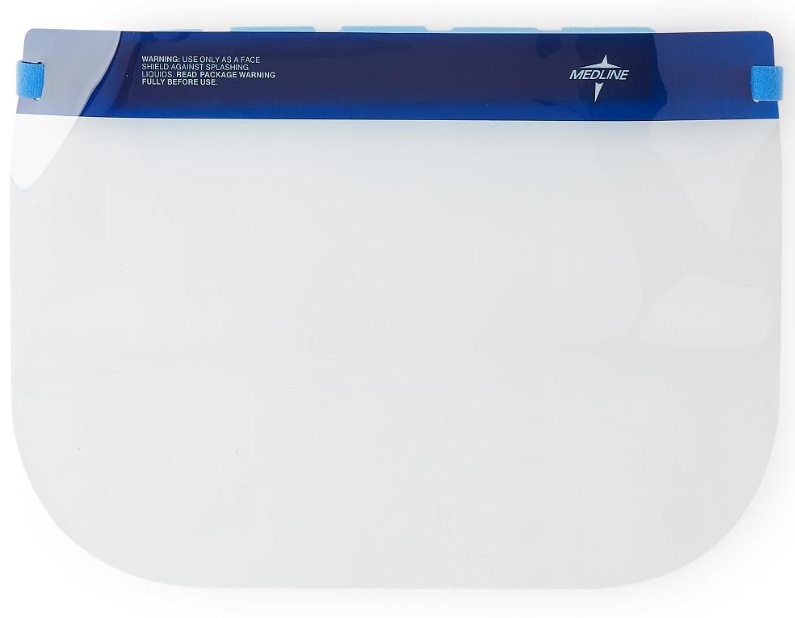 WARNING: USE ONLY AS A FACE
SHIELD AGAINST SPLASHING
LIQUIDS. READ PACKAGE WARNING
FULLY BEFORE USE.
MEDLINE